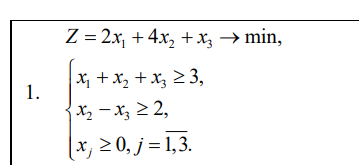 Z = 2x₁ + 4x₂ + x₃ → min,
1. { x₁ + x₂ + x₃ ≥ 3,
x₂ − x₃ ≥ 2,
xⱼ ≥ 0, j = 1,3̅.